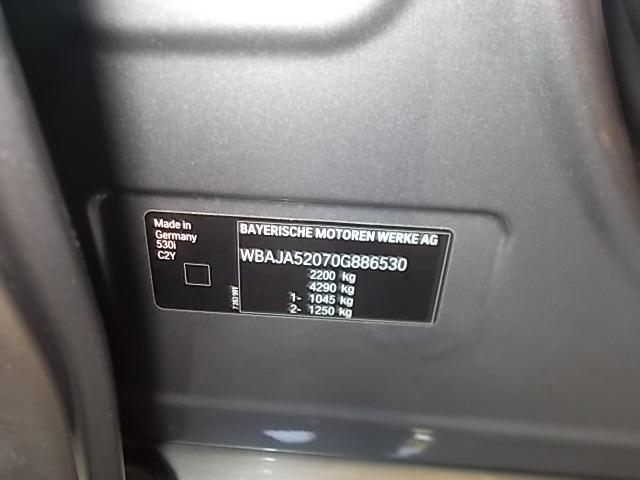 Made in
Germany
530i
C2Y
BAYERISCHE MOTOREN WERKE AG
WBAJA52070G886530
2200 kg
4290 kg
1- 1045 kg
2- 1250 kg